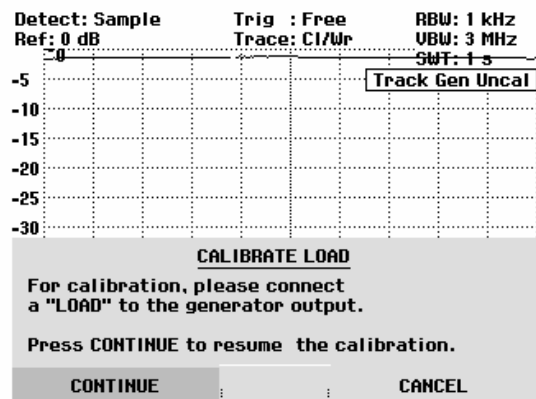 Detect: Sample Trig : Free RBW: 1 kHz
Ref: 0 dB Trace: Cl/Wr VBW: 3 MHz
SWT: 1 s
0
Track Gen Uncal
-5
-10
-15
-20
-25
-30
CALIBRATE LOAD
For calibration, please connect
a "LOAD" to the generator output.
Press CONTINUE to resume the calibration.
CONTINUE CANCEL